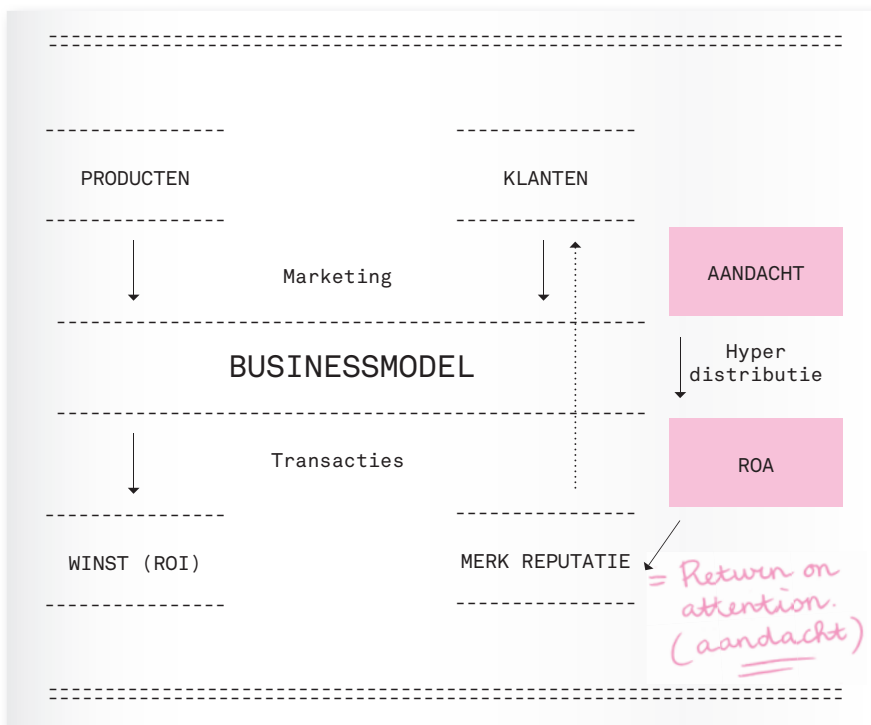 PRODUCTEN
KLANTEN
Marketing
AANDACHT
BUSINESSMODEL
Hyper
distributie
Transacties
ROA
WINST (ROI)
MERK REPUTATIE
= Return on
attention.
(aandacht)